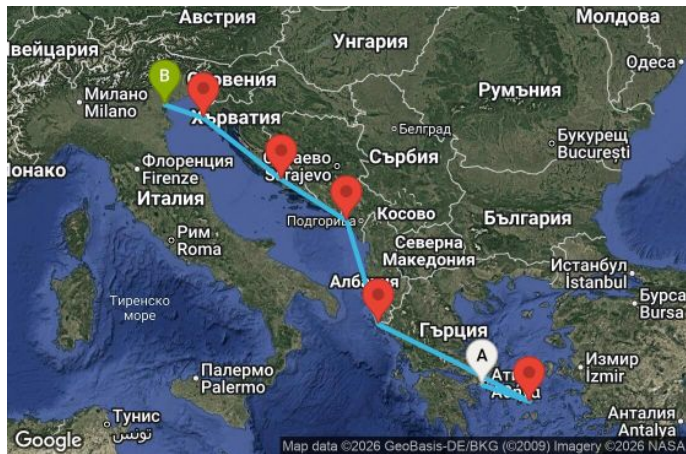 Австрия
Молдова
Швейцария
Унгария
Одеса
Словения
Милано
Milano
B
Хърватия
Румъния
Белград
Букурещ
București
Флоренция
Firenze
Сараево
Sarajevo
Сърбия
Монако
Италия
Подгорица
Косово
България
Рим
Roma
Северна
Македония
Истанбул
İstanbul
Албания
Бурса
Bursa
Тиренско
море
Гърция
A
Измир
İzmir
Палермо
Palermo
Тунис
تونس
Анталия
Antalya
Google
Map data ©2026 GeoBasis-DE/BKG (©2009) Imagery ©2026 NASA